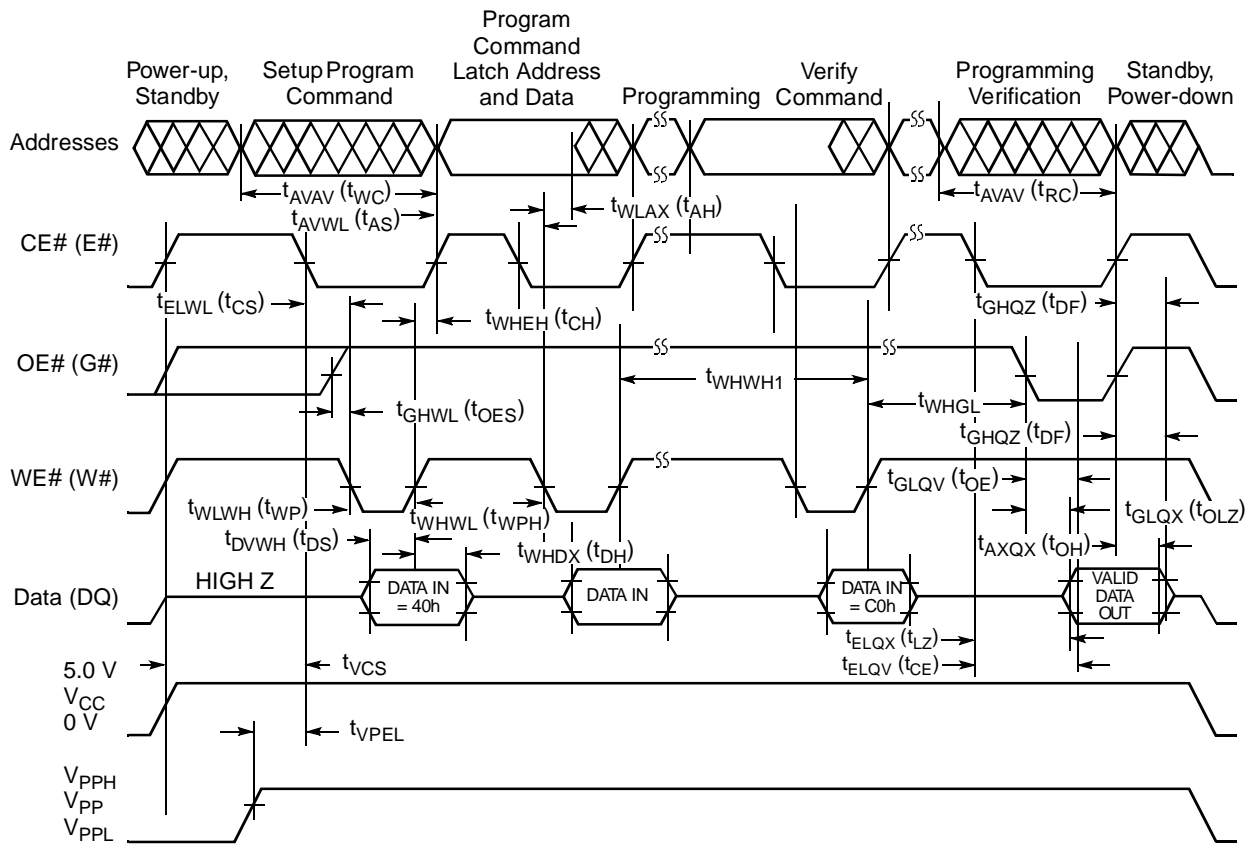 Power-up,
Standby
Setup Program
Command
Program
Command
Latch Address
and Data
Programming
Verify
Command
Programming
Verification
Standby,
Power-down
Addresses
tAVAV (tWC)
tAVWL (tAS)
tWLAX (tAH)
tAVAV (tRC)
CE# (E#)
tELWL (tCS)
tWHEH (tCH)
tGHQZ (tDF)
OE# (G#)
tWHWH1
tWHGL
tGHWL (tOES)
tGHQZ (tDF)
WE# (W#)
tGLQV (tOE)
tWLWH (tWP)
tWHWL (tWPH)
tGLQX (tOLZ)
tDVWH (tDS)
tWHDX (tDH)
tAXQX (tOH)
Data (DQ)
HIGH Z
DATA IN
= 40h
DATA IN
DATA IN
= C0h
VALID
DATA
OUT
tELQX (tLZ)
tELQV (tCE)
5.0 V
VCC
0 V
tVCS
tVPEL
VPPH
VPP
VPPL